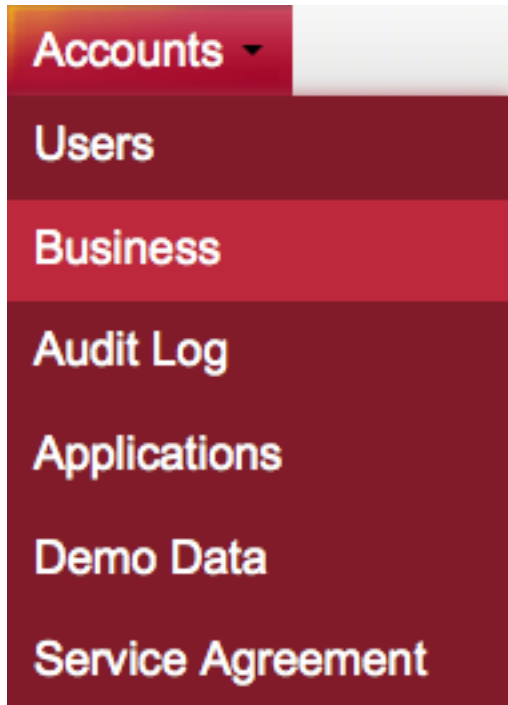 Accounts
Users
Business
Audit Log
Applications
Demo Data
Service Agreement